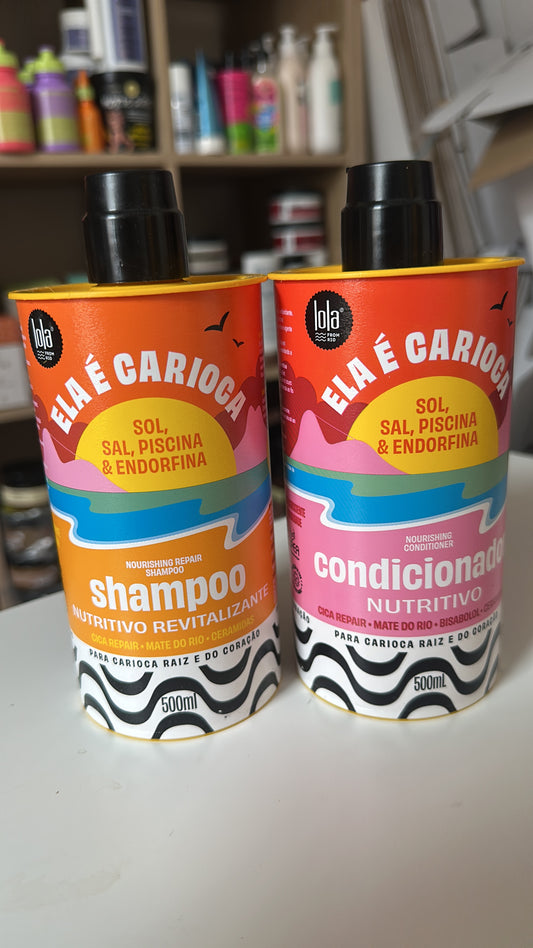 lola
FROM
RIO
ELA É CARIOCA
SOL,
SAL, PISCINA
& ENDORFINA
NOURISHING REPAIR
SHAMPOO
shampoo
NUTRITIVO REVITALIZANTE
CICA REPAIR • MATE DO RIO • CERAMIDAS
PARA CARIOCA RAIZ E DO CORAÇÃO
500ml
lola
FROM
RIO
ELA É CARIOCA
SOL,
SAL, PISCINA
& ENDORFINA
NOURISHING
CONDITIONER
condicionado
NUTRITIVO
CICA REPAIR • MATE DO RIO • BISABOLOL •
PARA CARIOCA RAIZ E DO CORAÇÃO
500mL